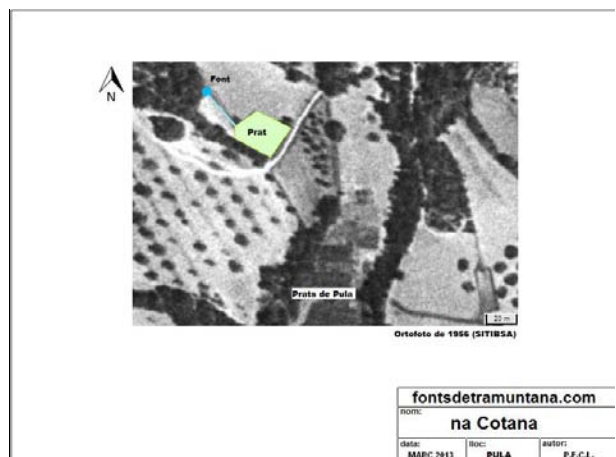 Font
N
Prat
Prats de Pula
20 m
Ortofoto de 1956 (SITIBSA)
fontsdetramuntana.com
nom:
na Cotana
data: lloc: autor:
MARÇ 2013 PULA P.F.C.L.